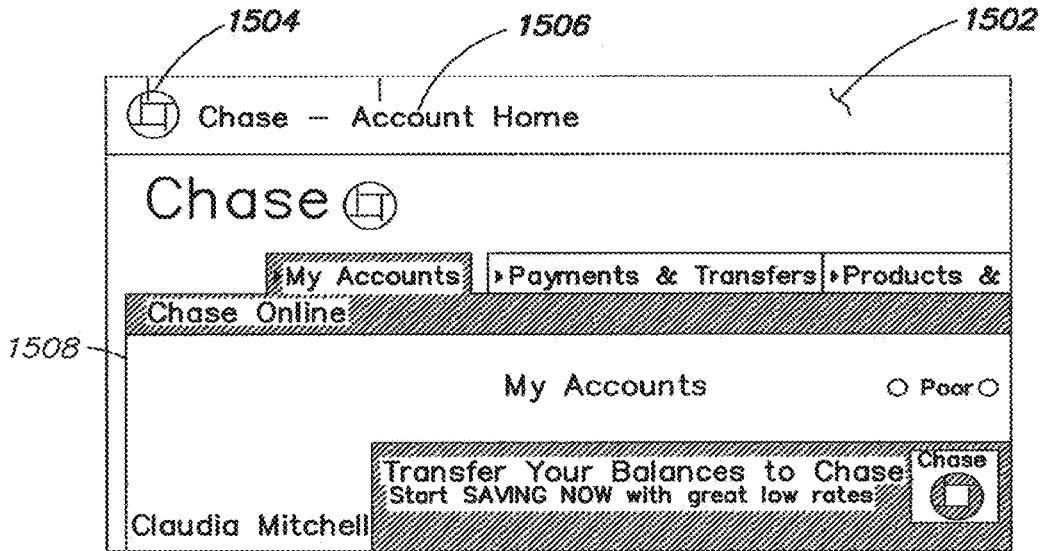 1504 1506 1502
Chase – Account Home
Chase
My Accounts Payments & Transfers Products &
Chase Online
1508
My Accounts Poor
Transfer Your Balances to Chase Chase
Start SAVING NOW with great low rates
Claudia Mitchell